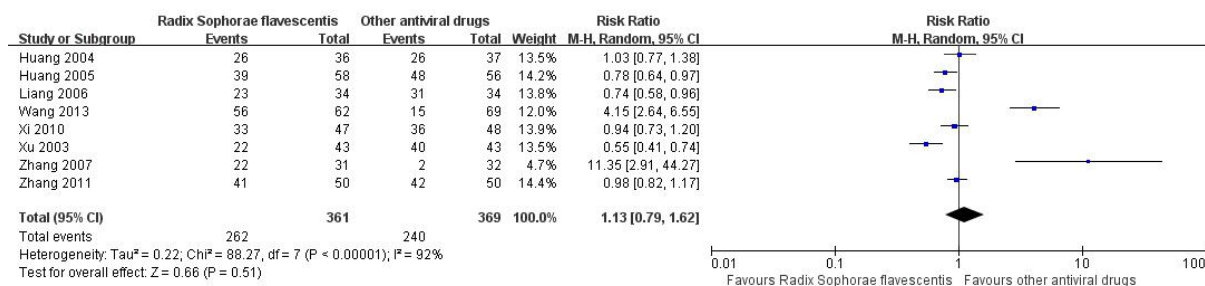 Radix Sophorae flavescentis Other antiviral drugs Risk Ratio Risk Ratio
Study or Subgroup Events Total Events Total Weight M-H, Random, 95% CI M-H, Random, 95% CI
Huang 2004 26 36 26 37 13.5% 1.03 [0.77, 1.38]
Huang 2005 39 58 48 56 14.2% 0.78 [0.64, 0.97]
Liang 2006 23 34 31 34 13.8% 0.74 [0.58, 0.96]
Wang 2013 56 62 15 69 12.0% 4.15 [2.64, 6.55]
Xi 2010 33 47 36 48 13.9% 0.94 [0.73, 1.20]
Xu 2003 22 43 40 43 13.5% 0.55 [0.41, 0.74]
Zhang 2007 22 31 2 32 4.7% 11.35 [2.91, 44.27]
Zhang 2011 41 50 42 50 14.4% 0.98 [0.82, 1.17]
Total (95% CI) 361 369 100.0% 1.13 [0.79, 1.62]
Total events 262 240
Heterogeneity: Tau² = 0.22; Chi² = 88.27, df = 7 (P < 0.00001); I² = 92%
Test for overall effect: Z = 0.66 (P = 0.51)
0.01 0.1 1 10 100
Favours Radix Sophorae flavescentis Favours other antiviral drugs